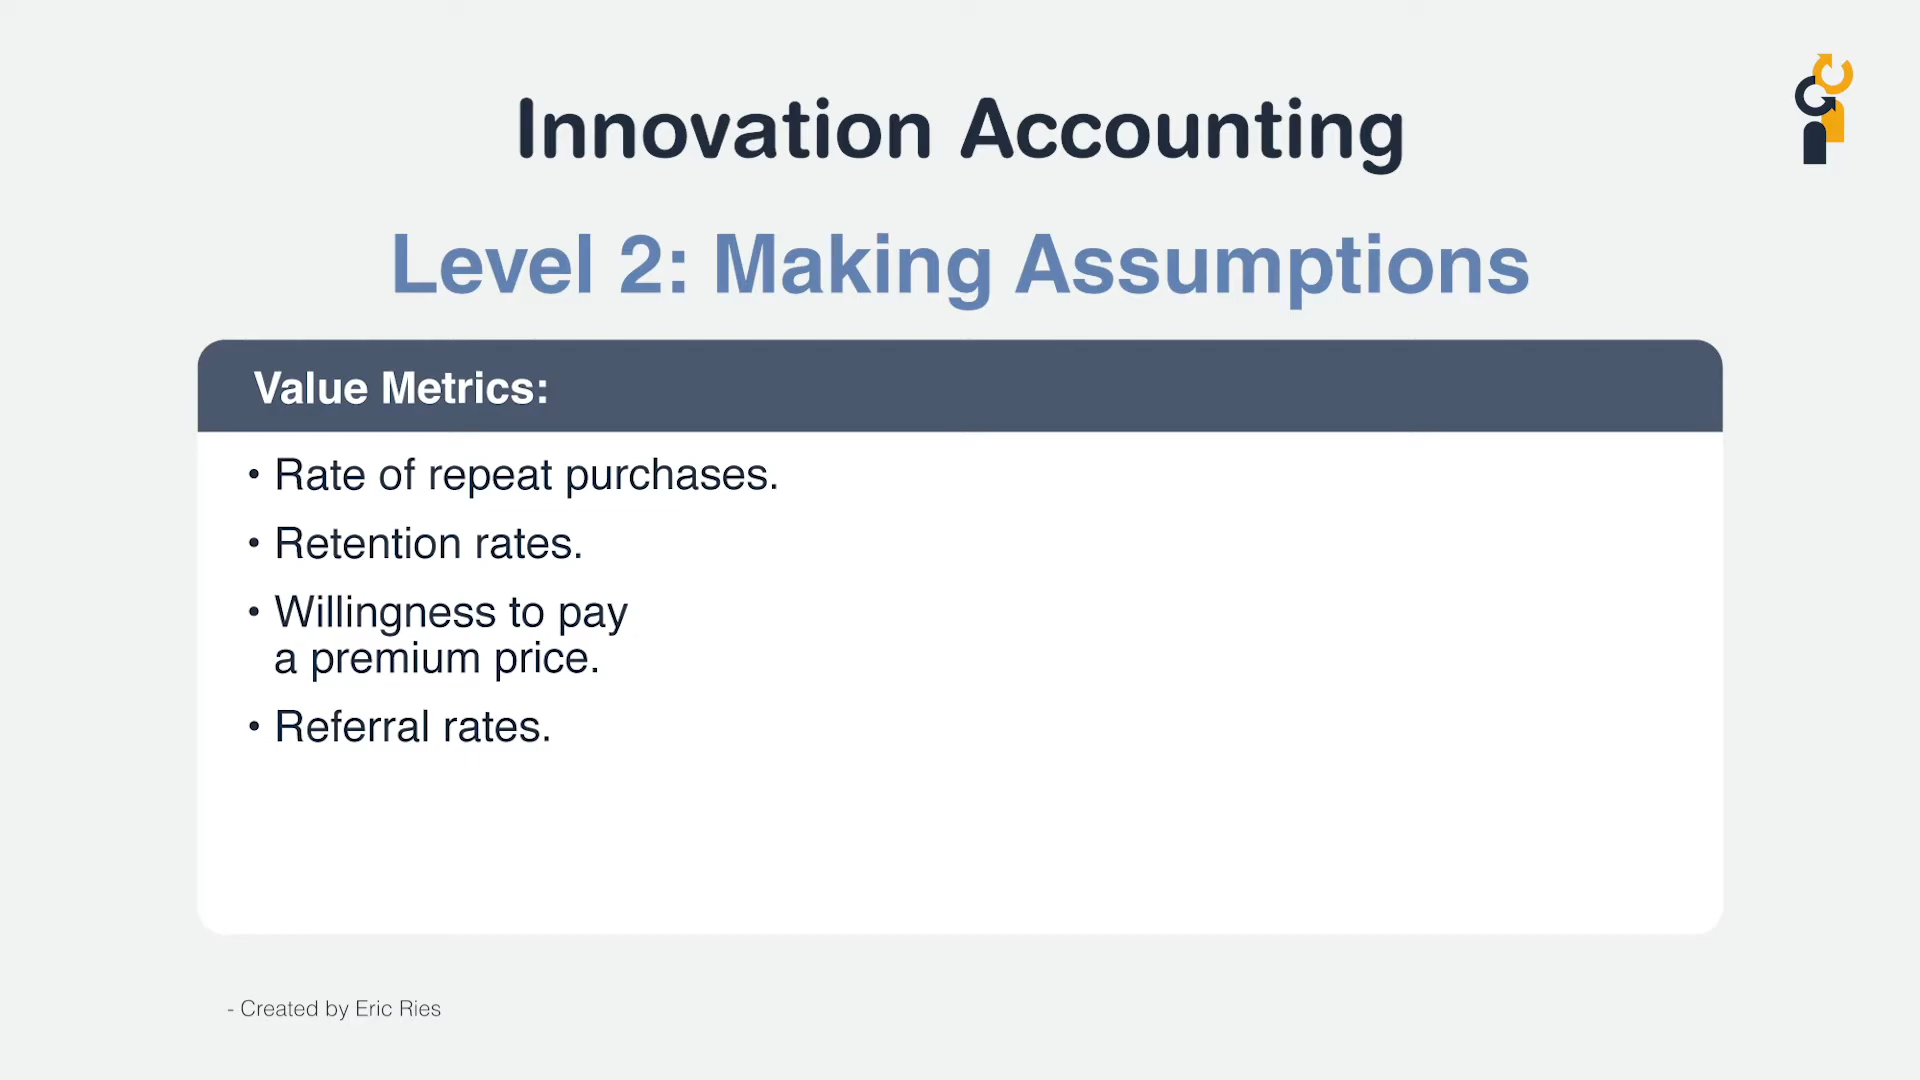 Innovation Accounting
Level 2: Making Assumptions
Value Metrics:
• Rate of repeat purchases.
• Retention rates.
• Willingness to pay
a premium price.
• Referral rates.
- Created by Eric Ries